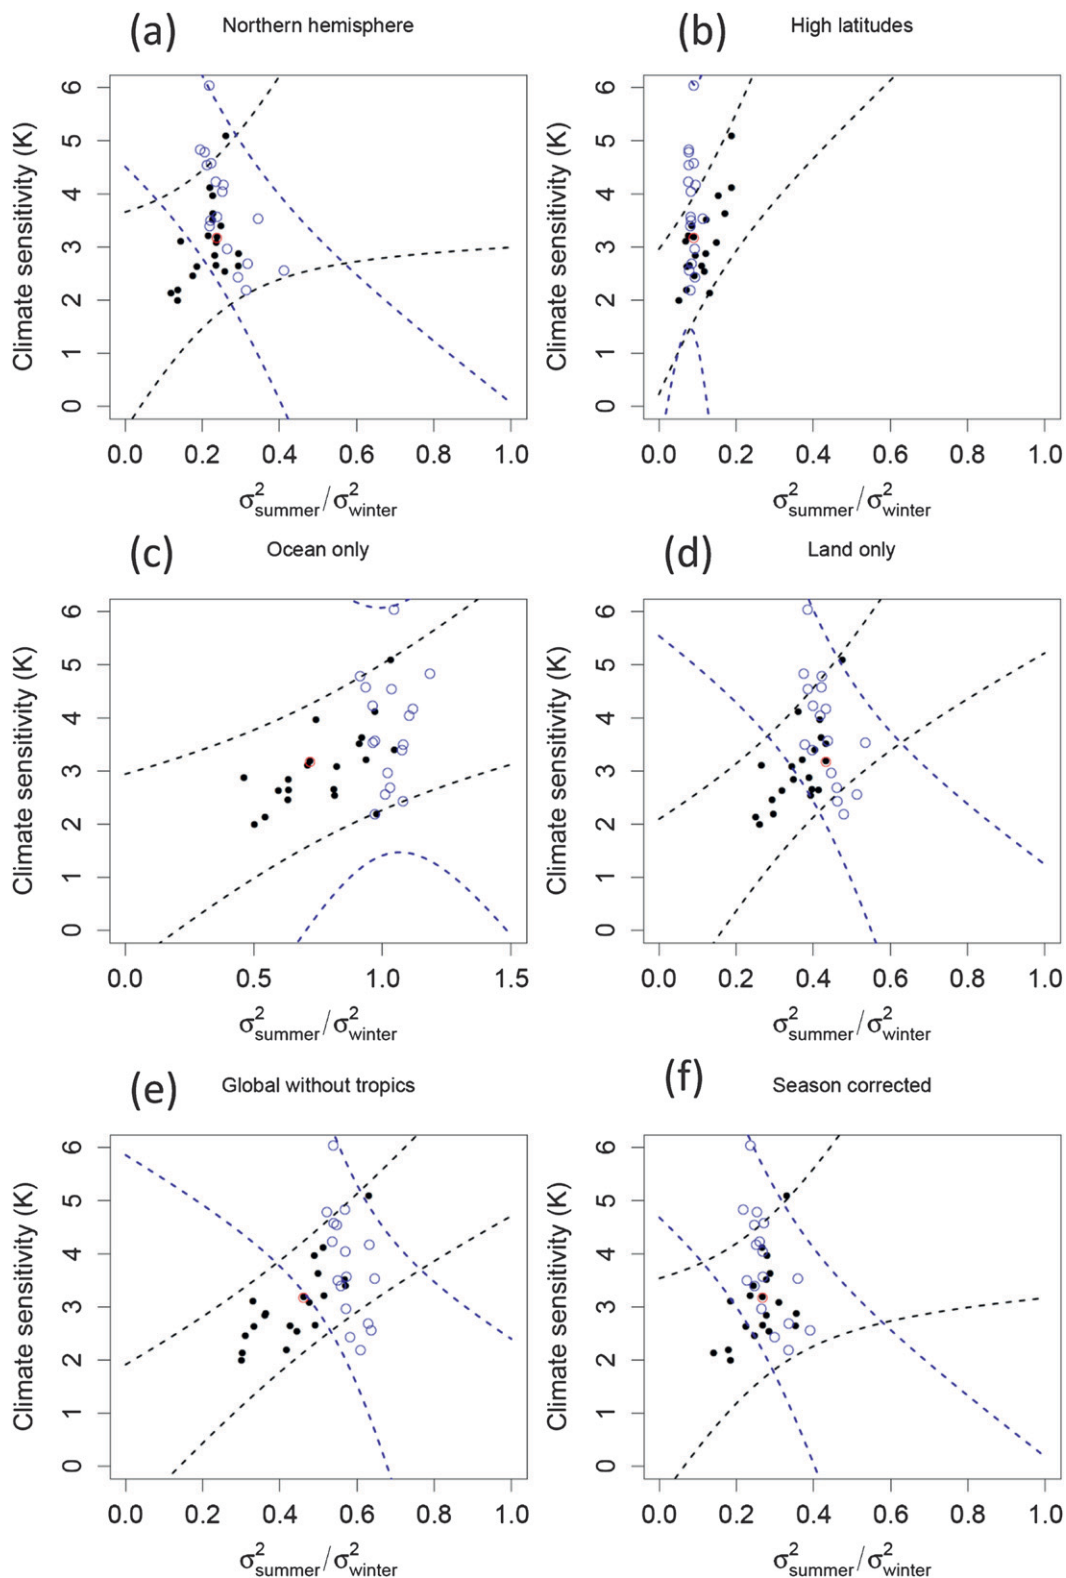 (a) Northern hemisphere
Climate sensitivity (K)
6
5
4
3
2
1
0
0.0 0.2 0.4 0.6 0.8 1.0
σ²summer/σ²winter
(b) High latitudes
Climate sensitivity (K)
6
5
4
3
2
1
0
0.0 0.2 0.4 0.6 0.8 1.0
σ²summer/σ²winter
(c) Ocean only
Climate sensitivity (K)
6
5
4
3
2
1
0
0.0 0.5 1.0 1.5
σ²summer/σ²winter
(d) Land only
Climate sensitivity (K)
6
5
4
3
2
1
0
0.0 0.2 0.4 0.6 0.8 1.0
σ²summer/σ²winter
(e) Global without tropics
Climate sensitivity (K)
6
5
4
3
2
1
0
0.0 0.2 0.4 0.6 0.8 1.0
σ²summer/σ²winter
(f) Season corrected
Climate sensitivity (K)
6
5
4
3
2
1
0
0.0 0.2 0.4 0.6 0.8 1.0
σ²summer/σ²winter